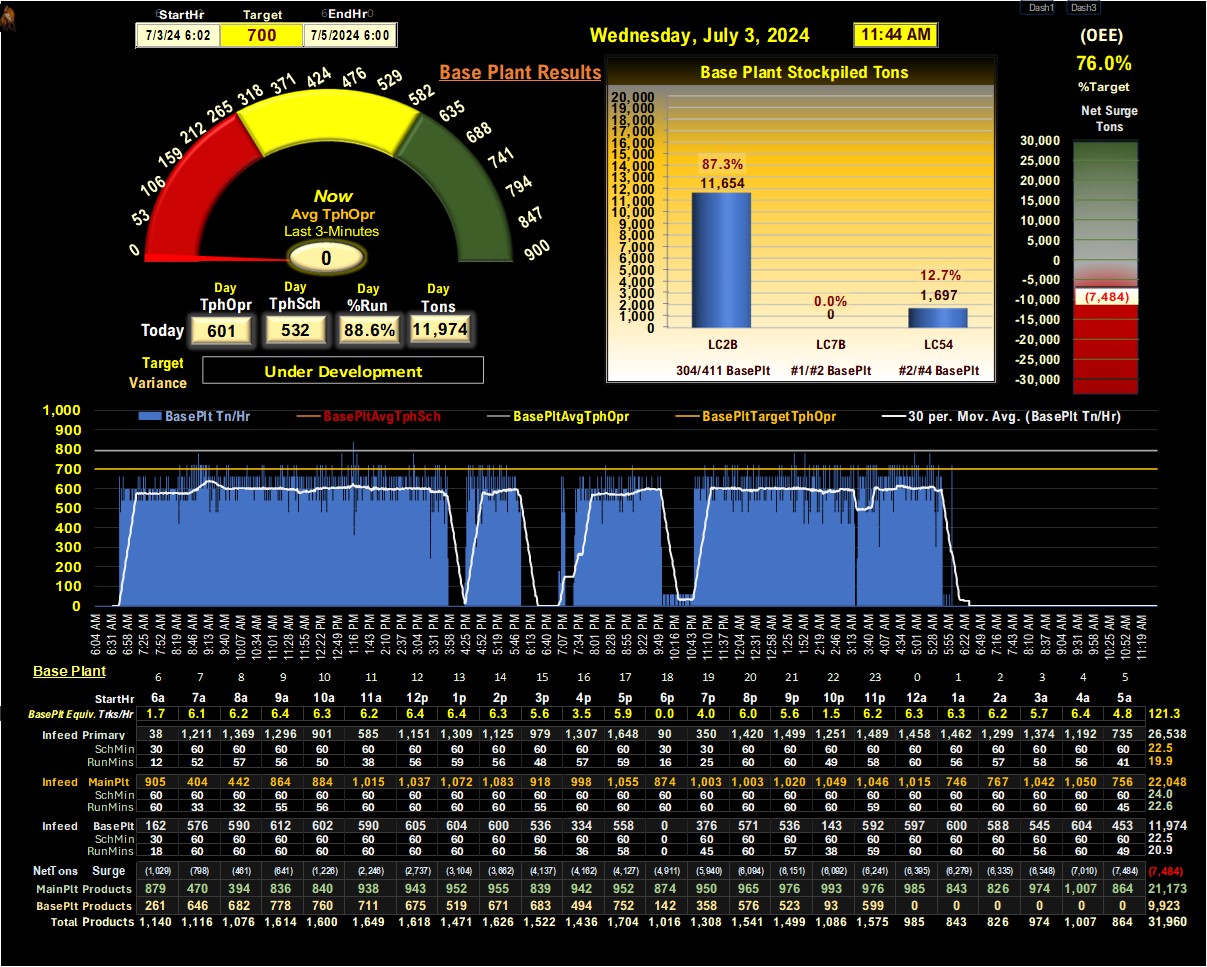 StartHr Target EndHr Dash1 Dash3
7/3/24 6:02 700 7/5/2024 6:00
Wednesday, July 3, 2024 11:44 AM
(OEE)
76.0%
%Target
Net Surge
Tons
Base Plant Results
0 53 106 159 212 265 318 371 424 476 529 582 635 688 741 794 847 900
Now
Avg TphOpr
Last 3-Minutes
0
Day Day Day Day
TphOpr TphSch %Run Tons
Today 601 532 88.6% 11,974
Target
Variance
Under Development
Base Plant Stockpiled Tons
20,000
19,000
18,000
17,000
16,000
15,000
14,000
13,000
12,000
11,000
10,000
9,000
8,000
7,000
6,000
5,000
4,000
3,000
2,000
1,000
0
87.3%
11,654
0.0%
0
12.7%
1,697
LC2B LC7B LC54
304/411 BasePlt #1/#2 BasePlt #2/#4 BasePlt
30,000
25,000
20,000
15,000
10,000
5,000
0
-5,000
-10,000
(7,484)
-15,000
-20,000
-25,000
-30,000
BasePlt Tn/Hr BasePltAvgTphSch BasePltAvgTphOpr BasePltTargetTphOpr 30 per. Mov. Avg. (BasePlt Tn/Hr)
1,000
900
800
700
600
500
400
300
200
100
0
6:04 AM 6:31 AM 6:58 AM 7:25 AM 7:52 AM 8:19 AM 8:46 AM 9:13 AM 9:40 AM 10:07 AM 10:34 AM 11:01 AM 11:28 AM 11:55 AM 12:22 PM 12:49 PM 1:16 PM 1:43 PM 2:10 PM 2:37 PM 3:04 PM 3:31 PM 3:58 PM 4:25 PM 4:52 PM 5:19 PM 5:46 PM 6:13 PM 6:40 PM 7:07 PM 7:34 PM 8:01 PM 8:28 PM 8:55 PM 9:22 PM 9:49 PM 10:16 PM 10:43 PM 11:10 PM 11:37 PM 12:04 AM 12:31 AM 12:58 AM 1:25 AM 1:52 AM 2:19 AM 2:46 AM 3:13 AM 3:40 AM 4:07 AM 4:34 AM 5:01 AM 5:28 AM 5:55 AM 6:22 AM 6:49 AM 7:16 AM 7:43 AM 8:10 AM 8:37 AM 9:04 AM 9:31 AM 9:58 AM 10:25 AM 10:52 AM 11:19 AM
Base Plant 6 7 8 9 10 11 12 13 14 15 16 17 18 19 20 21 22 23 0 1 2 3 4 5
StartHr 6a 7a 8a 9a 10a 11a 12p 1p 2p 3p 4p 5p 6p 7p 8p 9p 10p 11p 12a 1a 2a 3a 4a 5a
BasePlt Equiv. Trks/Hr 1.7 6.1 6.2 6.4 6.3 6.2 6.4 6.4 6.3 5.6 3.5 5.9 0.0 4.0 6.0 5.6 1.5 6.2 6.3 6.3 6.2 5.7 6.4 4.8 121.3
Infeed Primary 38 1,211 1,369 1,296 901 585 1,151 1,309 1,125 979 1,307 1,648 90 350 1,420 1,499 1,251 1,489 1,458 1,462 1,299 1,374 1,192 735 26,538
SchMin 30 60 60 60 60 60 60 60 60 60 60 60 30 30 60 60 60 60 60 60 60 60 60 60 22.5
RunMins 12 52 57 56 50 38 56 59 56 48 57 59 16 25 60 60 49 58 60 56 57 58 56 41 19.9
Infeed MainPlt 905 404 442 864 884 1,015 1,037 1,072 1,083 918 998 1,055 874 1,003 1,003 1,020 1,049 1,046 1,015 746 767 1,042 1,050 756 22,048
SchMin 60 60 60 60 60 60 60 60 60 60 60 60 60 60 60 60 60 60 60 60 60 60 60 60 24.0
RunMins 60 33 32 55 56 60 60 60 60 55 60 60 60 60 60 60 60 59 60 60 60 60 60 45 22.6
Infeed BasePlt 162 576 590 612 602 590 605 604 600 536 334 558 0 376 571 536 143 592 597 600 588 545 604 453 11,974
SchMin 30 60 60 60 60 60 60 60 60 60 60 60 0 60 60 60 60 60 60 60 60 60 60 60 22.5
RunMins 18 60 60 60 60 60 60 60 60 56 36 58 0 45 60 57 38 59 60 60 60 56 60 49 20.9
NetTons Surge (1,029) (798) (461) (641) (1,226) (2,246) (2,737) (3,104) (3,662) (4,137) (4,162) (4,127) (4,911) (5,940) (6,094) (6,151) (6,092) (6,241) (6,395) (6,279) (6,335) (6,548) (7,010) (7,484) (7,484)
MainPlt Products 879 470 394 836 840 938 943 952 955 839 942 952 874 950 965 976 993 976 985 843 826 974 1,007 864 21,173
BasePlt Products 261 646 682 778 760 711 675 519 671 683 494 752 142 358 576 523 93 599 0 0 0 0 0 0 9,923
Total Products 1,140 1,116 1,076 1,614 1,600 1,649 1,618 1,471 1,626 1,522 1,436 1,704 1,016 1,308 1,541 1,499 1,086 1,575 985 843 826 974 1,007 864 31,960